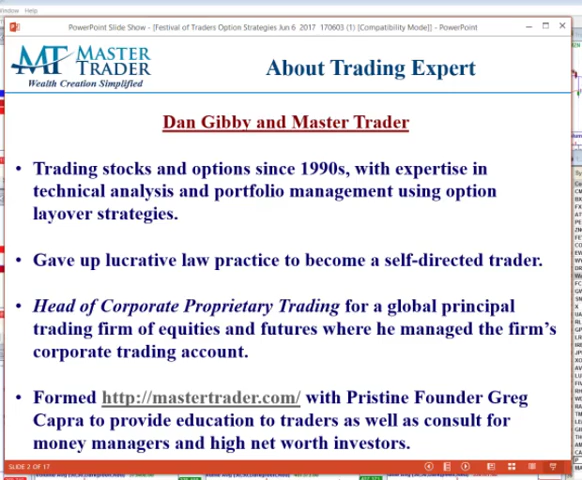 Window Help
PowerPoint Slide Show - [Festival of Traders Option Strategies Jun 6 2017 170603 (1) [Compatibility Mode]] - PowerPoint
MT MASTER
TRADER
Wealth Creation Simplified
About Trading Expert
Dan Gibby and Master Trader
• Trading stocks and options since 1990s, with expertise in
technical analysis and portfolio management using option
layover strategies.
• Gave up lucrative law practice to become a self-directed trader.
• Head of Corporate Proprietary Trading for a global principal
trading firm of equities and futures where he managed the firm's
corporate trading account.
• Formed http://mastertrader.com/ with Pristine Founder Greg
Capra to provide education to traders as well as consult for
money managers and high net worth investors.
SLIDE 2 OF 17